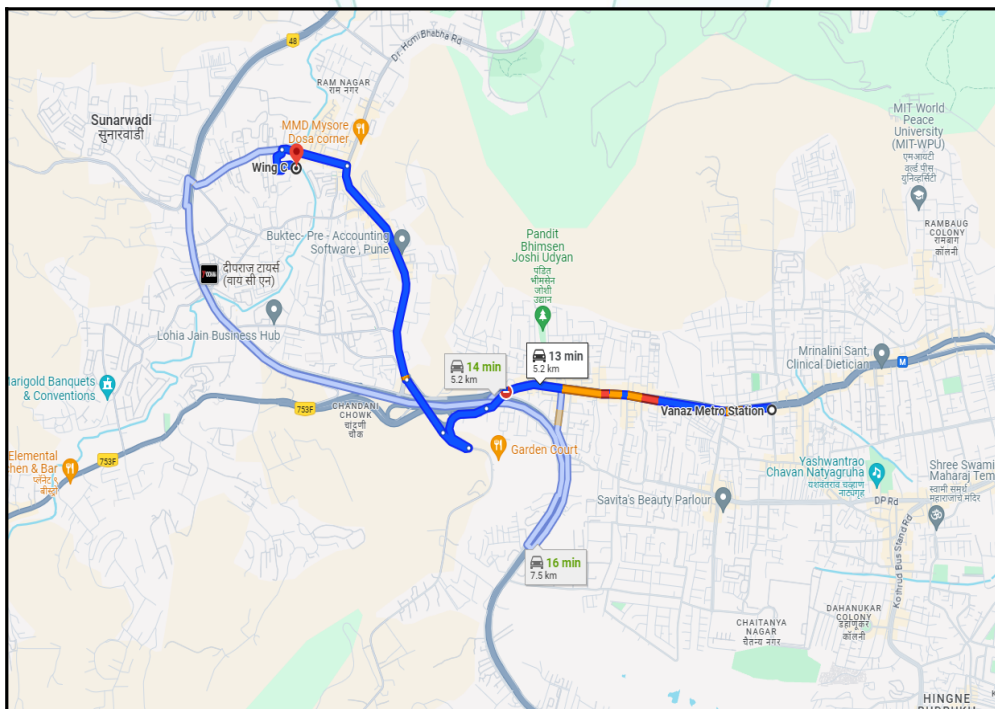 48
Dr. Homi Bhabha Rd
RAM NAGAR
राम नगर
Sunarwadi
सुनारवाडी
MMD Mysore
Dosa corner
Wing C
MIT World
Peace
University
(MIT-WPU)
एमआयटी
वर्ल्ड पीस
युनिव्हर्सिटी
RAMBAUG
COLONY
रामबाग
कॉलनी
Buktec- Pre - Accounting
Software , Pune
Pandit
Bhimsen
Joshi Udyan
पंडित
भीमसेन
जोशी
उद्यान
दीपराज टायर्स
(वाय सी एन)
Lohia Jain Business Hub
14 min
5.2 km
13 min
5.2 km
Mrinalini Sant,
Clinical Dietician
M
Marigold Banquets
& Conventions
753F
CHANDANI
CHOWK
चांदणी
चौक
Vanaz Metro Station
753F
Elemental
chen & Bar
Garden Court
Yashwantrao
Chavan Natyagruha
यशवंतराव चव्हाण
नाट्यगृह
Shree Swami
Maharaj Tem
स्वामी समर्थ
महाराजांचे मंदिर
Savita's Beauty Parlour
DP Rd
Kothrud Bus Stand Rd
16 min
7.5 km
DAHANUKAR
COLONY
डहाणूकर
कॉलनी
CHAITANYA
NAGAR
चैतन्य नगर
HINGNE